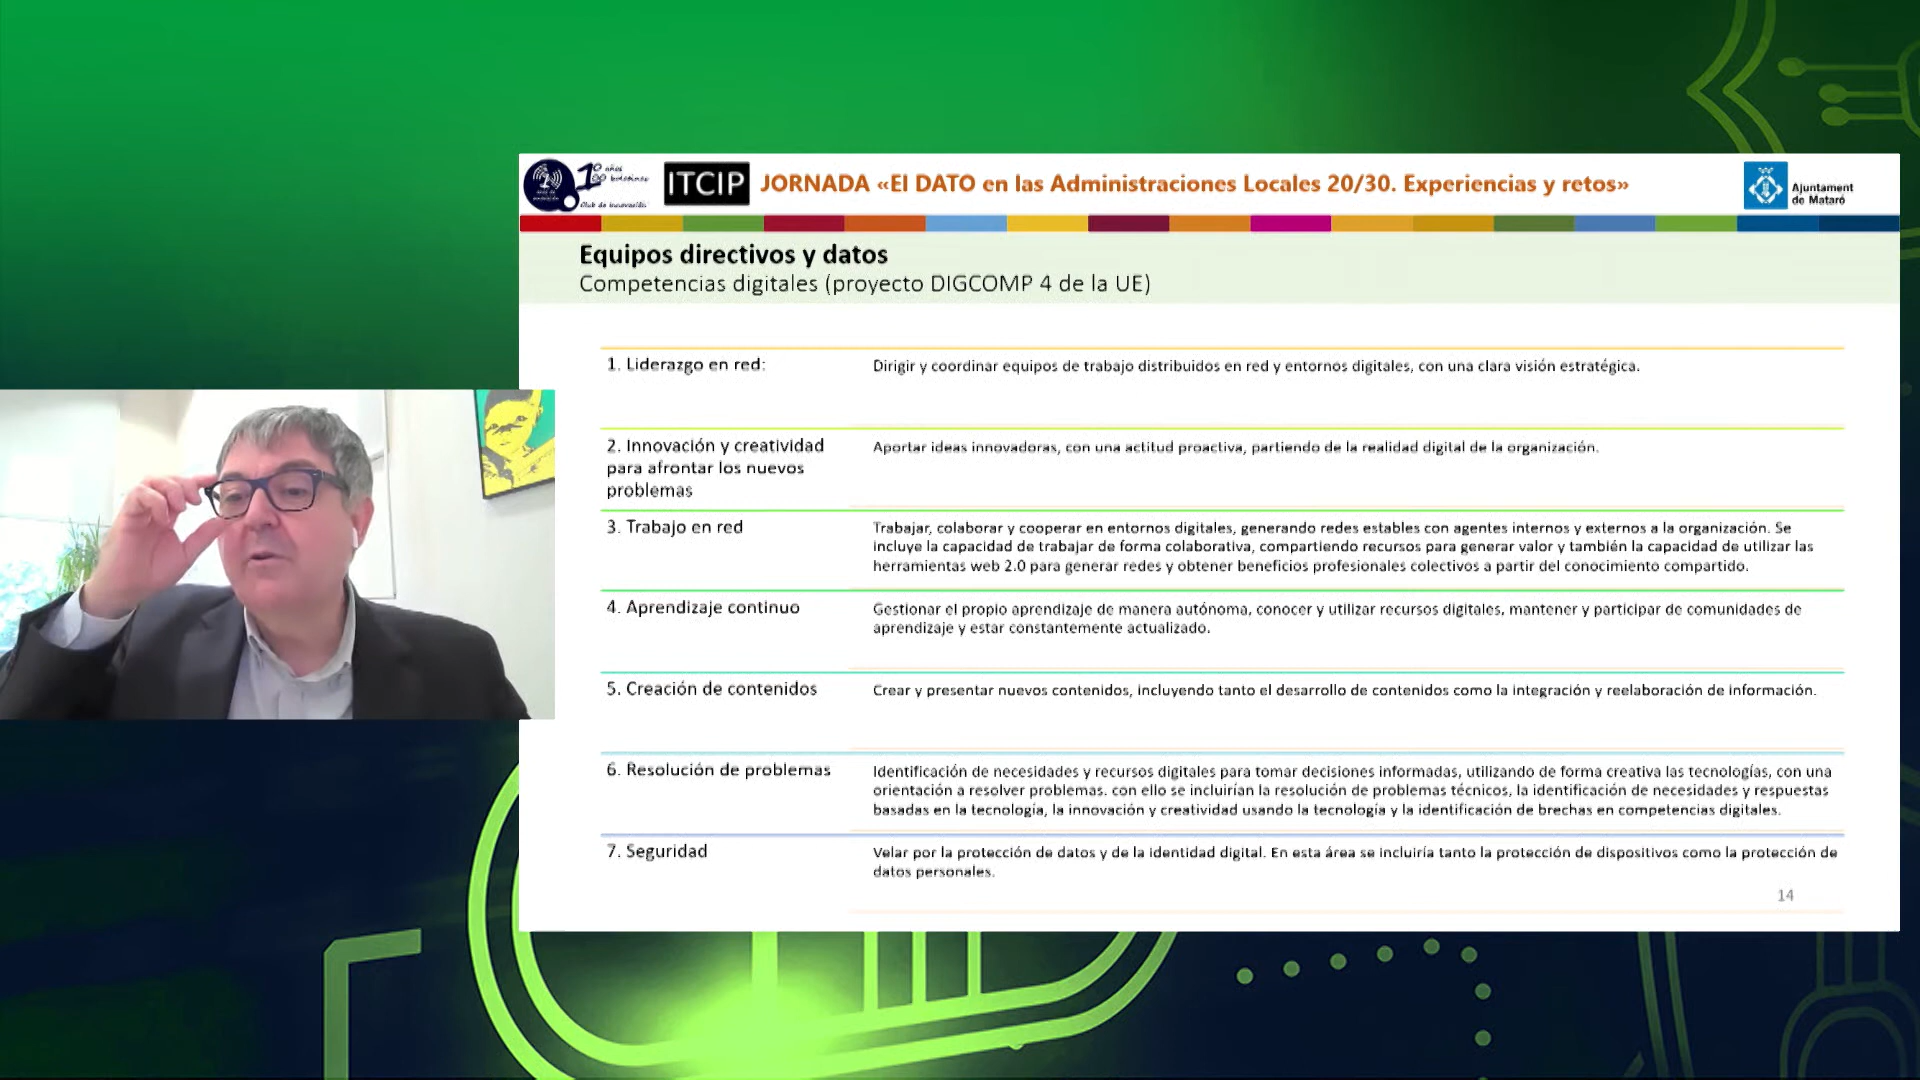 10 años
100 boletines
Club de Innovación
ITCIP
JORNADA «El DATO en las Administraciones Locales 20/30. Experiencias y retos»
Ajuntament
de Mataró
Equipos directivos y datos
Competencias digitales (proyecto DIGCOMP 4 de la UE)
1. Liderazgo en red:
Dirigir y coordinar equipos de trabajo distribuidos en red y entornos digitales, con una clara visión estratégica.
2. Innovación y creatividad
para afrontar los nuevos
problemas
Aportar ideas innovadoras, con una actitud proactiva, partiendo de la realidad digital de la organización.
3. Trabajo en red
Trabajar, colaborar y cooperar en entornos digitales, generando redes estables con agentes internos y externos a la organización. Se
incluye la capacidad de trabajar de forma colaborativa, compartiendo recursos para generar valor y también la capacidad de utilizar las
herramientas web 2.0 para generar redes y obtener beneficios profesionales colectivos a partir del conocimiento compartido.
4. Aprendizaje continuo
Gestionar el propio aprendizaje de manera autónoma, conocer y utilizar recursos digitales, mantener y participar de comunidades de
aprendizaje y estar constantemente actualizado.
5. Creación de contenidos
Crear y presentar nuevos contenidos, incluyendo tanto el desarrollo de contenidos como la integración y reelaboración de información.
6. Resolución de problemas
Identificación de necesidades y recursos digitales para tomar decisiones informadas, utilizando de forma creativa las tecnologías, con una
orientación a resolver problemas. con ello se incluirían la resolución de problemas técnicos, la identificación de necesidades y respuestas
basadas en la tecnología, la innovación y creatividad usando la tecnología y la identificación de brechas en competencias digitales.
7. Seguridad
Velar por la protección de datos y de la identidad digital. En esta área se incluiría tanto la protección de dispositivos como la protección de
datos personales.
14